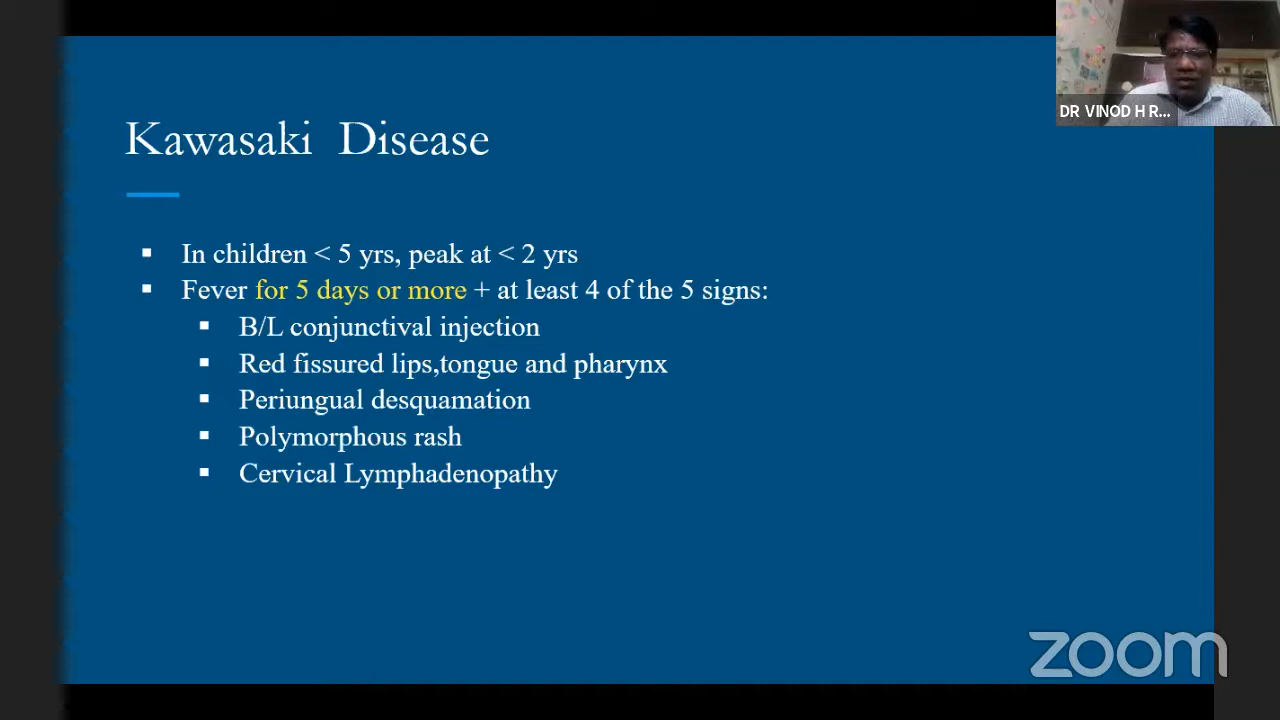 DR VINOD H R...
Kawasaki Disease
In children < 5 yrs, peak at < 2 yrs
Fever for 5 days or more + at least 4 of the 5 signs:
B/L conjunctival injection
Red fissured lips,tongue and pharynx
Periungual desquamation
Polymorphous rash
Cervical Lymphadenopathy
zoom